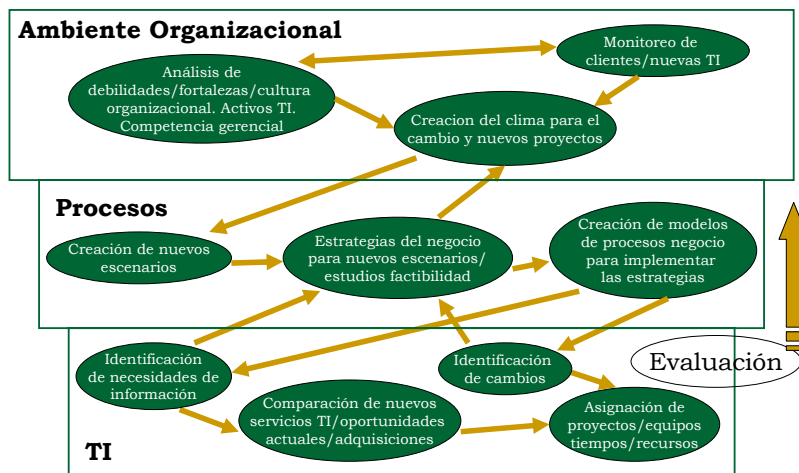 Ambiente Organizacional
Análisis de
debilidades/fortalezas/cultura
organizacional. Activos TI.
Competencia gerencial
Monitoreo de
clientes/nuevas TI
Creacion del clima para el
cambio y nuevos proyectos
Procesos
Creación de nuevos
escenarios
Estrategias del negocio
para nuevos escenarios/
estudios factibilidad
Creación de modelos
de procesos negocio
para implementar
las estrategias
Identificación
de necesidades de
información
Identificación
de cambios
Evaluación
Comparación de nuevos
servicios TI/oportunidades
actuales/adquisiciones
Asignación de
proyectos/equipos
tiempos/recursos
TI